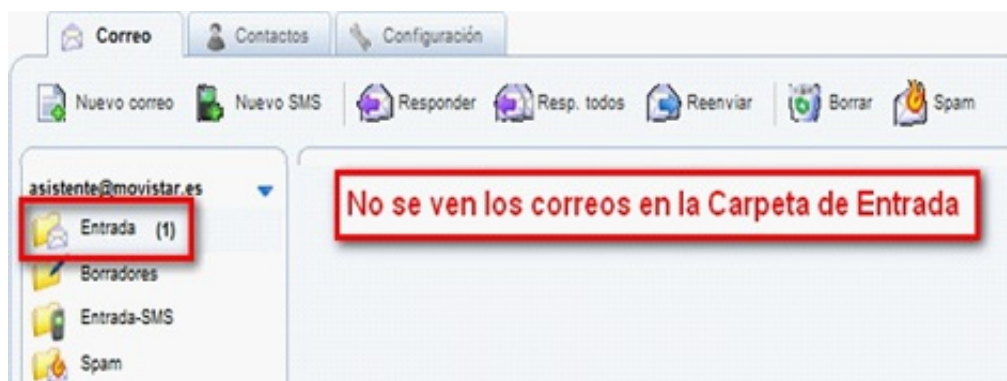 Correo Contactos Configuración
Nuevo correo Nuevo SMS Responder Resp. todos Reenviar Borrar Spam
asistente@movistar.es
No se ven los correos en la Carpeta de Entrada
Entrada (1)
Borradores
Entrada-SMS
Spam